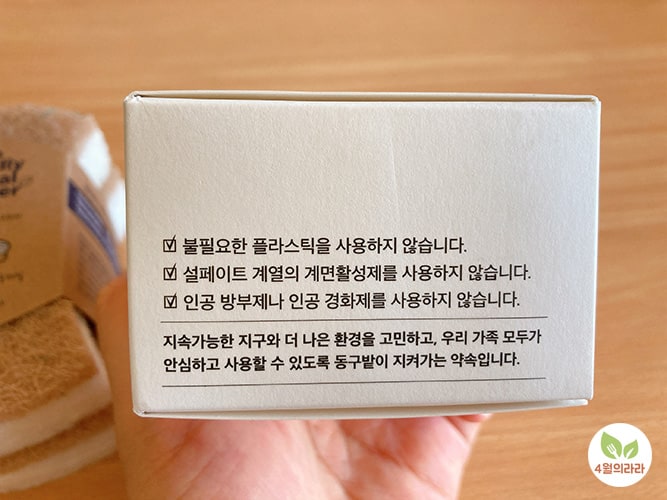 ☑ 불필요한 플라스틱을 사용하지 않습니다.
☑ 설페이트 계열의 계면활성제를 사용하지 않습니다.
☑ 인공 방부제나 인공 경화제를 사용하지 않습니다.
지속가능한 지구와 더 나은 환경을 고민하고, 우리 가족 모두가
안심하고 사용할 수 있도록 동구밭이 지켜가는 약속입니다.
4월의라라